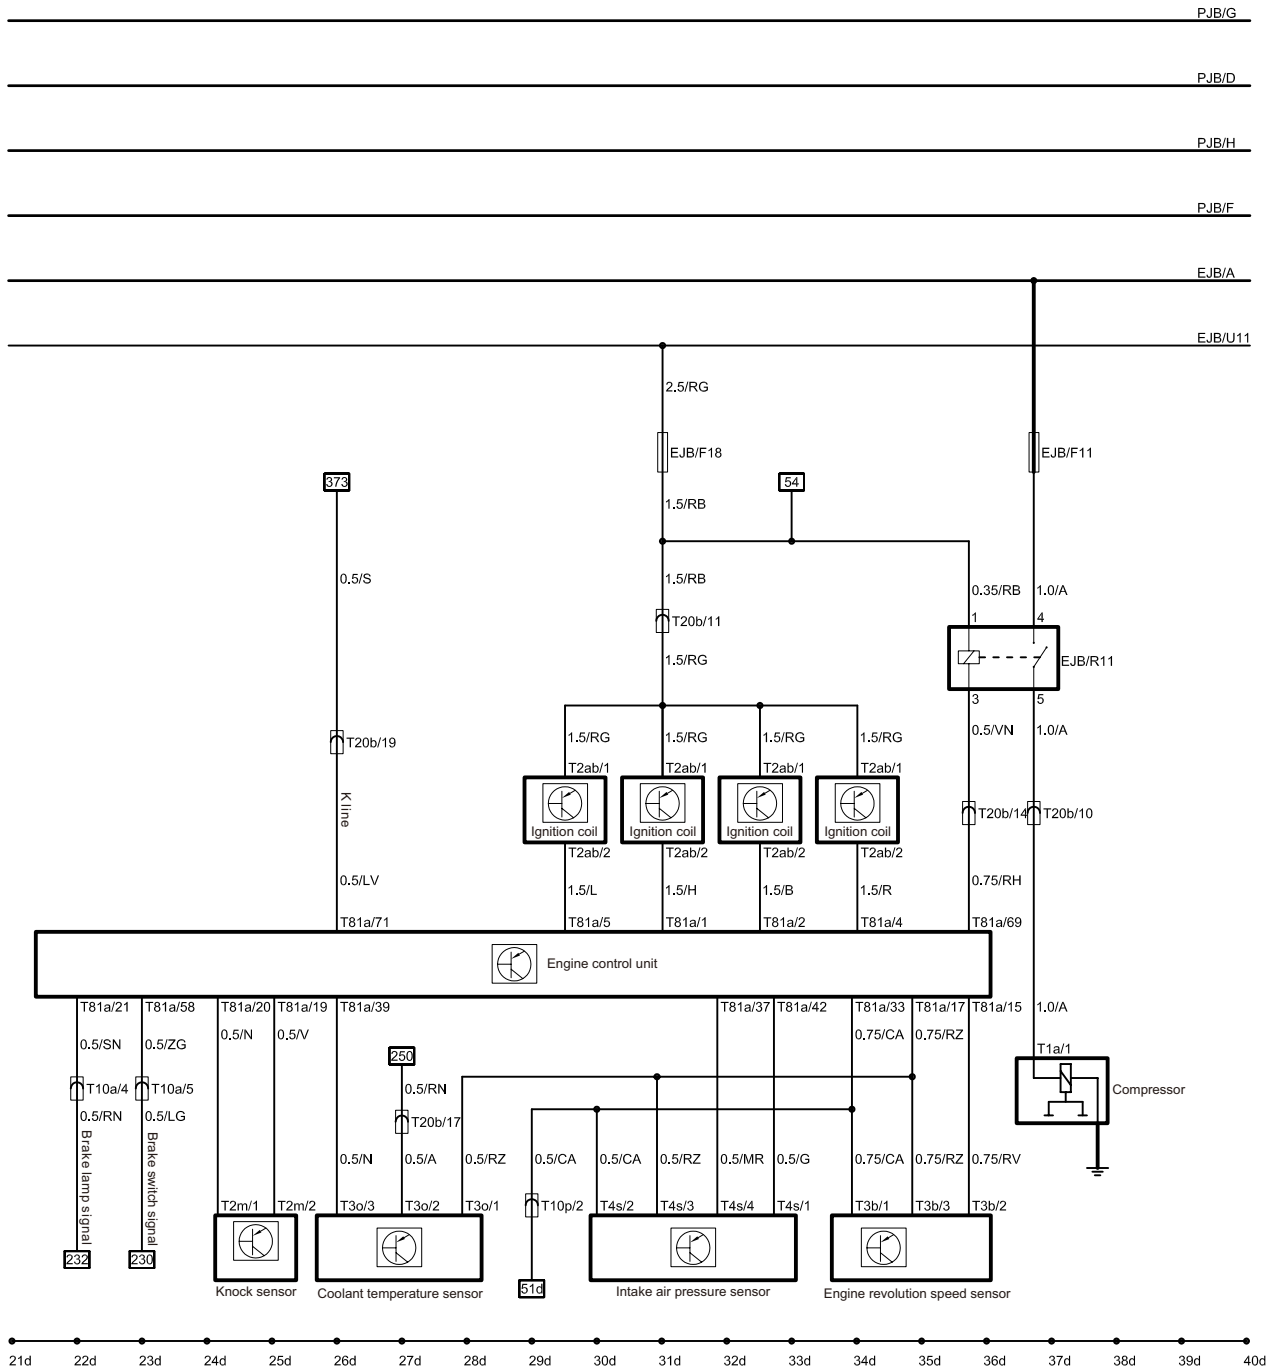 PJB/G
PJB/D
PJB/H
PJB/F
EJB/A
EJB/U11
2.5/RG
EJB/F18
EJB/F11
373
54
1.5/RB
0.5/S
1.5/RB
0.35/RB
1.0/A
1
4
T20b/11
1.5/RG
EJB/R11
3
5
0.5/VN
1.0/A
1.5/RG
1.5/RG
1.5/RG
1.5/RG
T20b/19
T2ab/1
T2ab/1
T2ab/1
T2ab/1
K line
T20b/14
T20b/10
Ignition coil
Ignition coil
Ignition coil
Ignition coil
T2ab/2
T2ab/2
T2ab/2
T2ab/2
0.5/LV
1.5/L
1.5/H
1.5/B
1.5/R
0.75/RH
T81a/71
T81a/5
T81a/1
T81a/2
T81a/4
T81a/69
Engine control unit
T81a/21
T81a/58
T81a/20
T81a/19
T81a/39
T81a/37
T81a/42
T81a/33
T81a/17
T81a/15
1.0/A
0.5/SN
0.5/ZG
0.5/N
0.5/V
0.75/CA
0.75/RZ
250
T1a/1
T10a/4
T10a/5
0.5/RN
Compressor
0.5/RN
0.5/LG
T20b/17
Brake lamp signal
Brake switch signal
0.5/N
0.5/A
0.5/RZ
0.5/CA
0.5/CA
0.5/RZ
0.5/MR
0.5/G
0.75/CA
0.75/RZ
0.75/RV
T2m/1
T2m/2
T3o/3
T3o/2
T3o/1
T10p/2
T4s/2
T4s/3
T4s/4
T4s/1
T3b/1
T3b/3
T3b/2
232
230
51d
Knock sensor
Coolant temperature sensor
Intake air pressure sensor
Engine revolution speed sensor
21d
22d
23d
24d
25d
26d
27d
28d
29d
30d
31d
32d
33d
34d
35d
36d
37d
38d
39d
40d